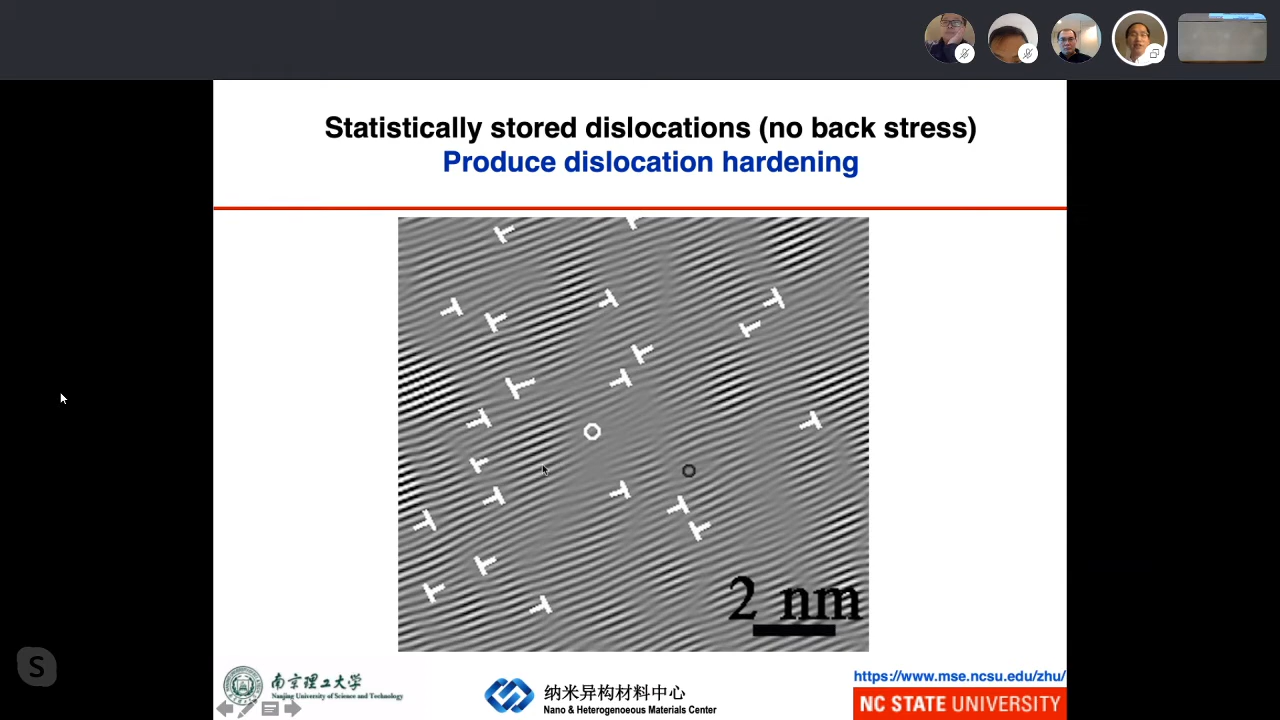 Statistically stored dislocations (no back stress)
Produce dislocation hardening
2 nm
S
南京理工大学
Nanjing University of Science and Technology
纳米异构材料中心
Nano & Heterogenoeous Materials Center
https://www.mse.ncsu.edu/zhu/
NC STATE UNIVERSITY